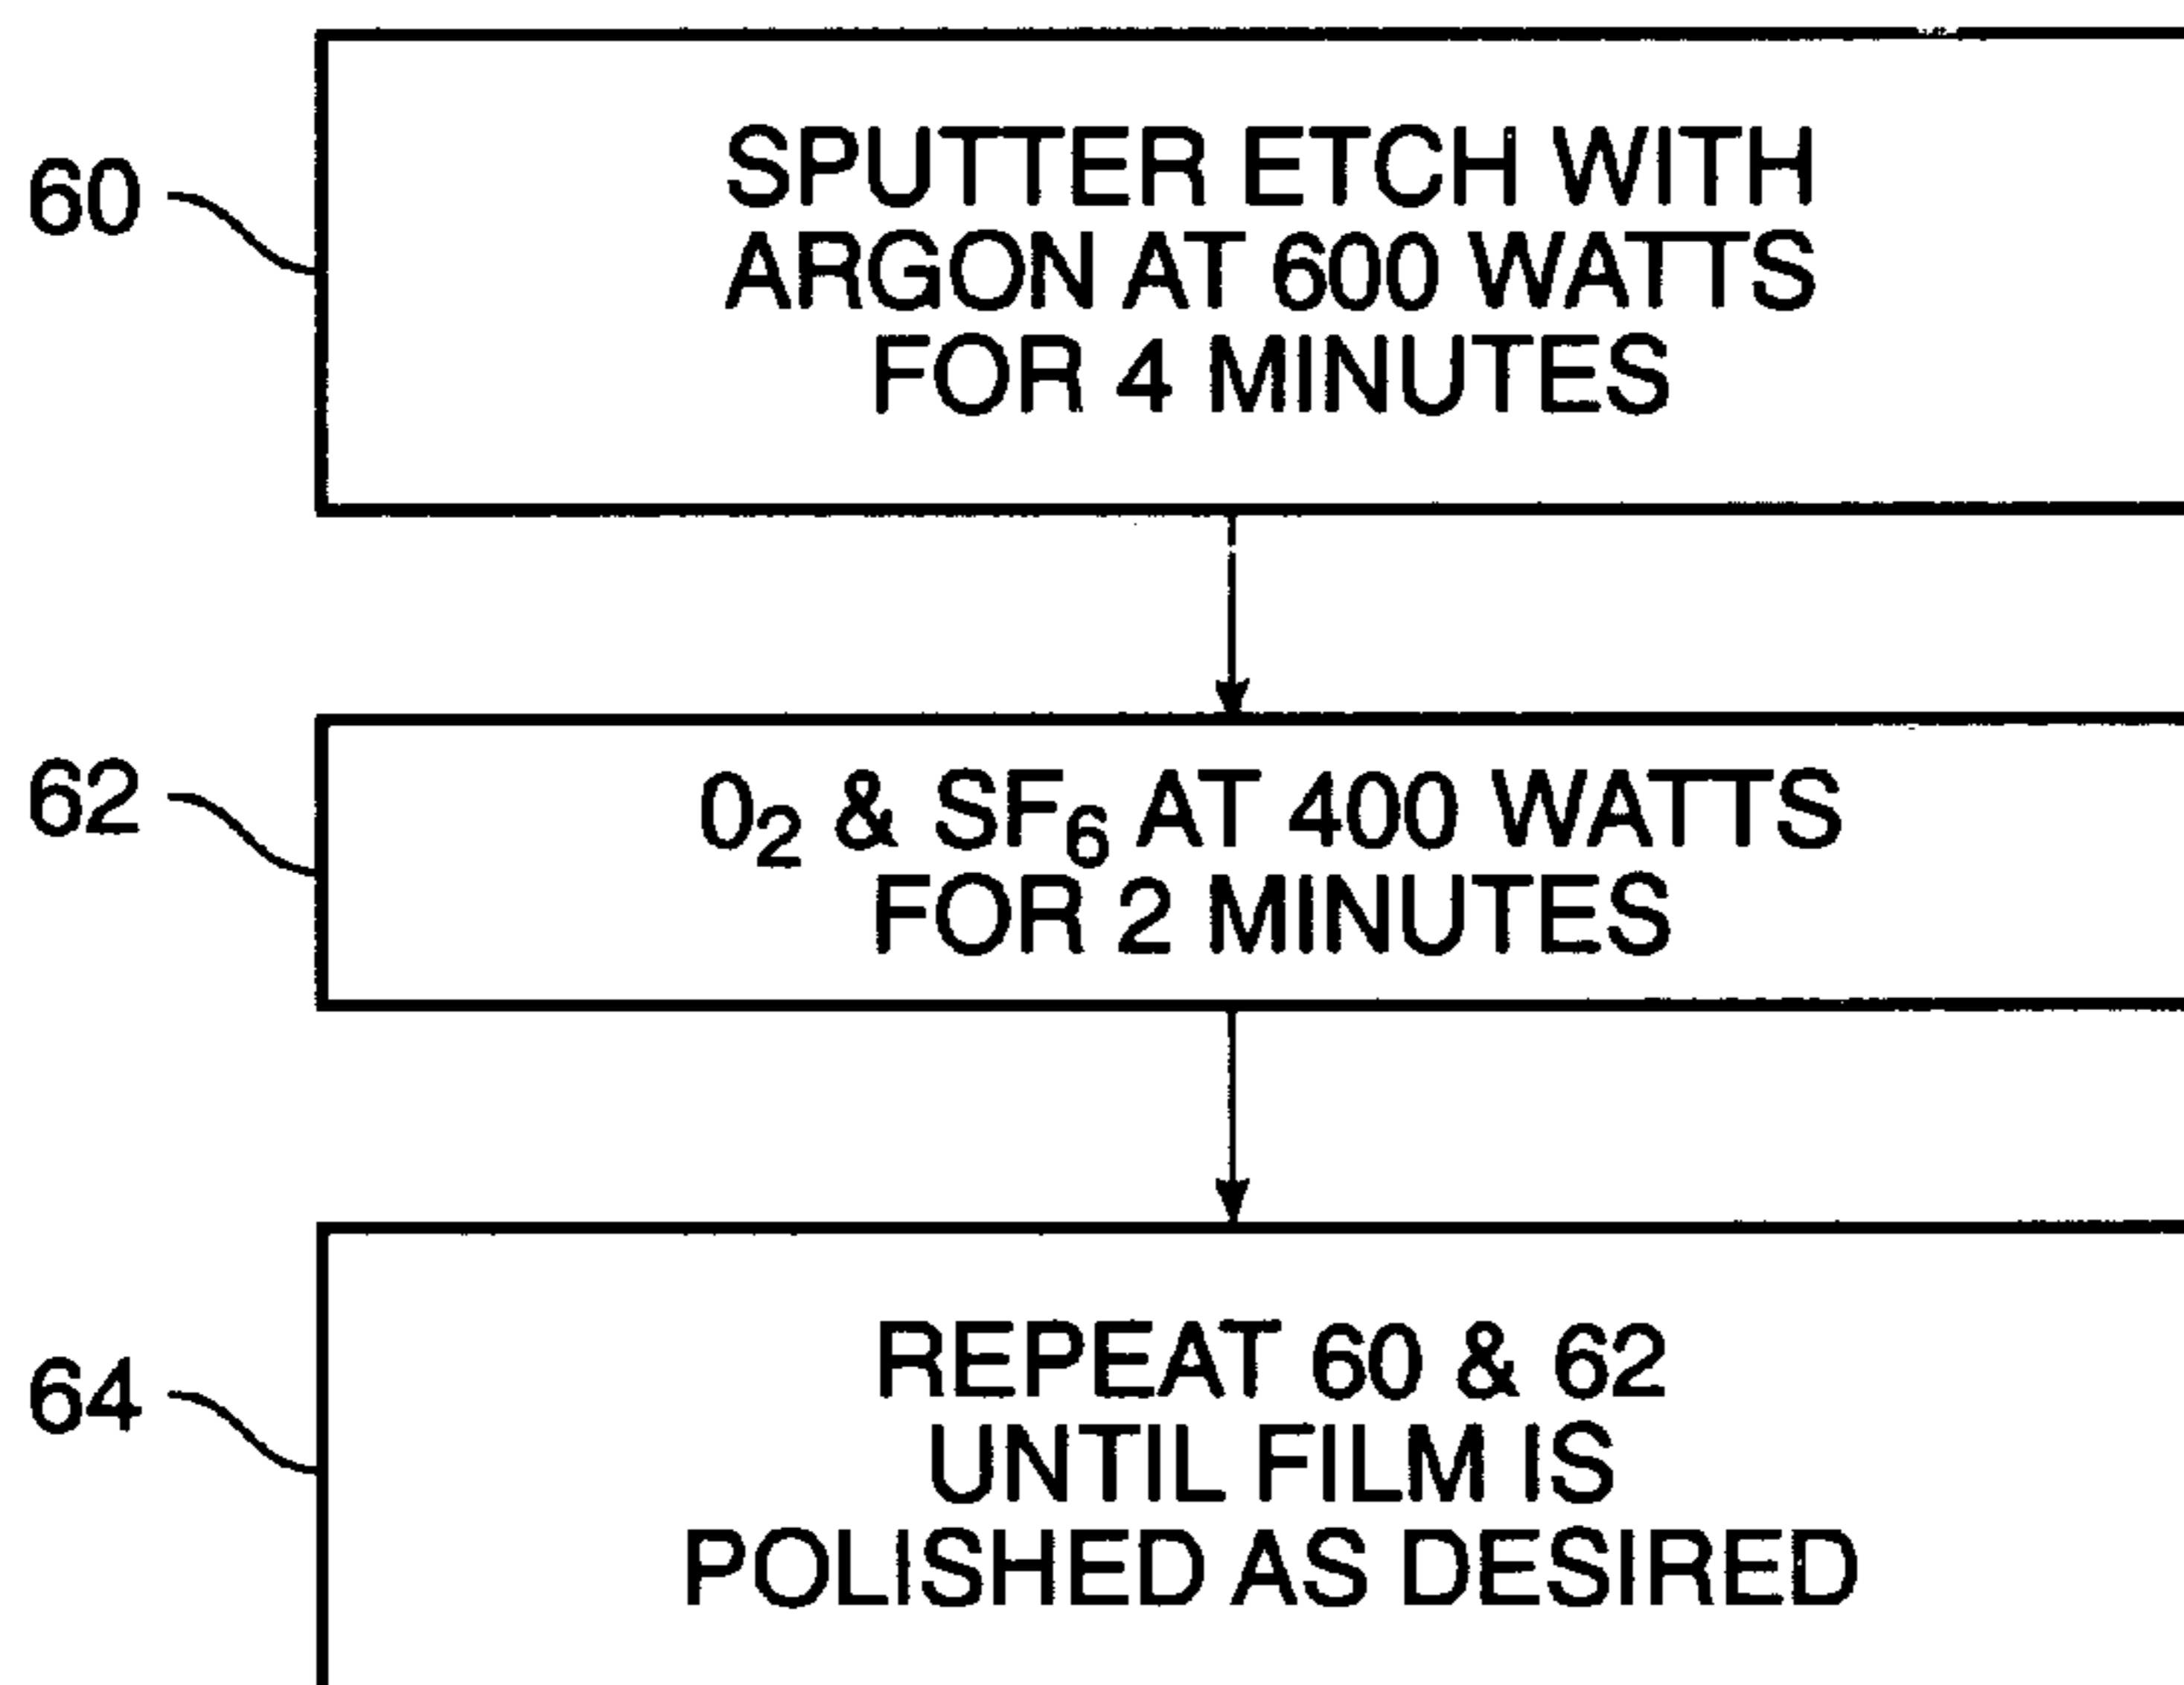 60
SPUTTER ETCH WITH
ARGON AT 600 WATTS
FOR 4 MINUTES
62
O₂ & SF₆ AT 400 WATTS
FOR 2 MINUTES
64
REPEAT 60 & 62
UNTIL FILM IS
POLISHED AS DESIRED